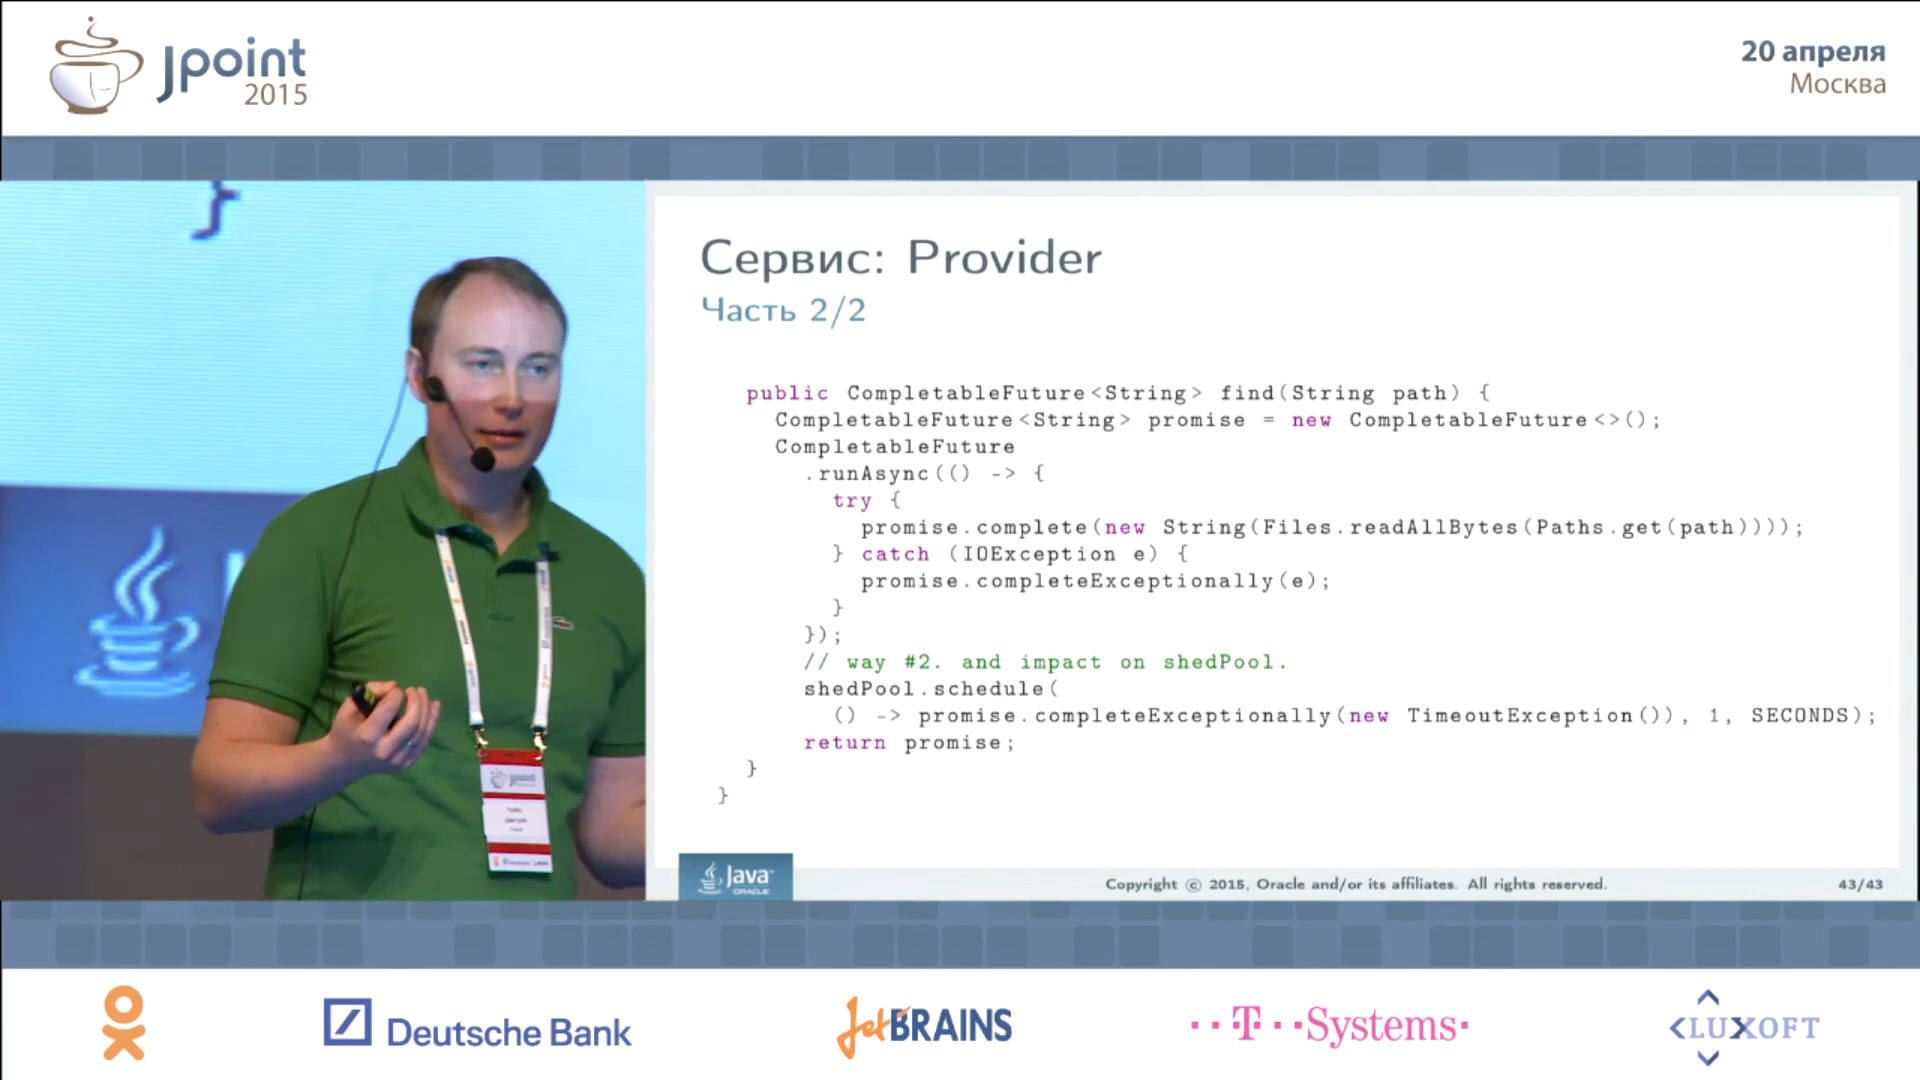 Jpoint
2015
20 апреля
Москва
}
Сервис: Provider
Часть 2/2
public CompletableFuture<String> find(String path) {
CompletableFuture<String> promise = new CompletableFuture<>();
CompletableFuture
.runAsync(() -> {
try {
promise.complete(new String(Files.readAllBytes(Paths.get(path))));
} catch (IOException e) {
promise.completeExceptionally(e);
}
});
// way #2. and impact on shedPool.
shedPool.schedule(
() -> promise.completeExceptionally(new TimeoutException()), 1, SECONDS);
return promise;
}
}
Java
ORACLE
Copyright © 2015, Oracle and/or its affiliates. All rights reserved.
43/43
Deutsche Bank
JetBRAINS
··T··Systems·
LUXOFT